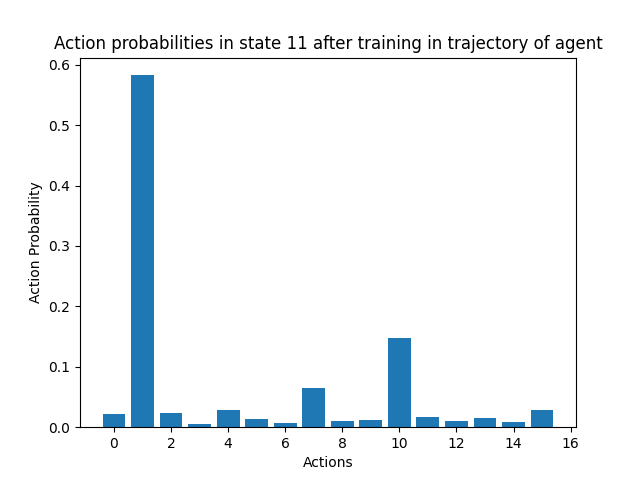 Action probabilities in state 11 after training in trajectory of agent
0.6
0.5
0.4
0.3
0.2
0.1
0.0
Action Probability
0 2 4 6 8 10 12 14 16
Actions